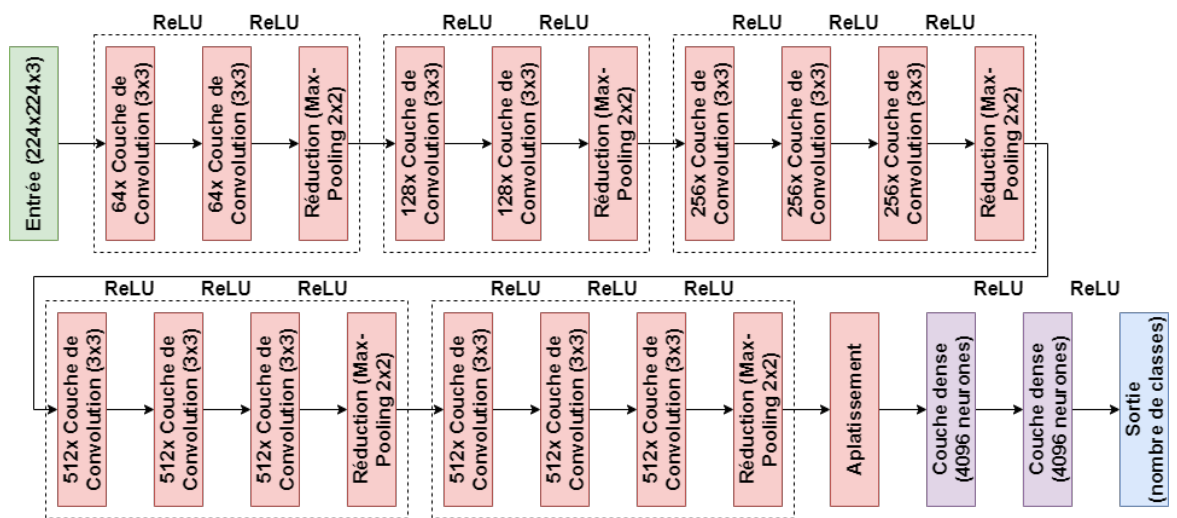 ReLU
ReLU
ReLU
ReLU
ReLU
ReLU
ReLU
Entrée (224x224x3)
64x Couche de
Convolution (3x3)
64x Couche de
Convolution (3x3)
Réduction (Max-
Pooling 2x2)
128x Couche de
Convolution (3x3)
128x Couche de
Convolution (3x3)
Réduction (Max-
Pooling 2x2)
256x Couche de
Convolution (3x3)
256x Couche de
Convolution (3x3)
256x Couche de
Convolution (3x3)
Réduction (Max-
Pooling 2x2)
ReLU
ReLU
ReLU
ReLU
ReLU
ReLU
ReLU
ReLU
512x Couche de
Convolution (3x3)
512x Couche de
Convolution (3x3)
512x Couche de
Convolution (3x3)
Réduction (Max-
Pooling 2x2)
512x Couche de
Convolution (3x3)
512x Couche de
Convolution (3x3)
512x Couche de
Convolution (3x3)
Réduction (Max-
Pooling 2x2)
Aplatissement
Couche dense
(4096 neurones)
Couche dense
(4096 neurones)
Sortie
(nombre de classes)